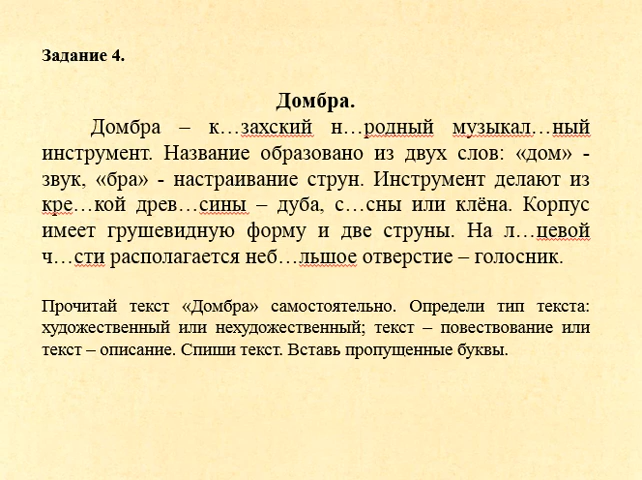 Задание 4.
Домбра.
Домбра – к…захский н…родный музыкал…ный
инструмент. Название образовано из двух слов: «дом» -
звук, «бра» - настраивание струн. Инструмент делают из
кре…кой древ…сины – дуба, с…сны или клёна. Корпус
имеет грушевидную форму и две струны. На л…цевой
ч…сти располагается неб…льшое отверстие – голосник.
Прочитай текст «Домбра» самостоятельно. Определи тип текста:
художественный или нехудожественный; текст – повествование или
текст – описание. Спиши текст. Вставь пропущенные буквы.